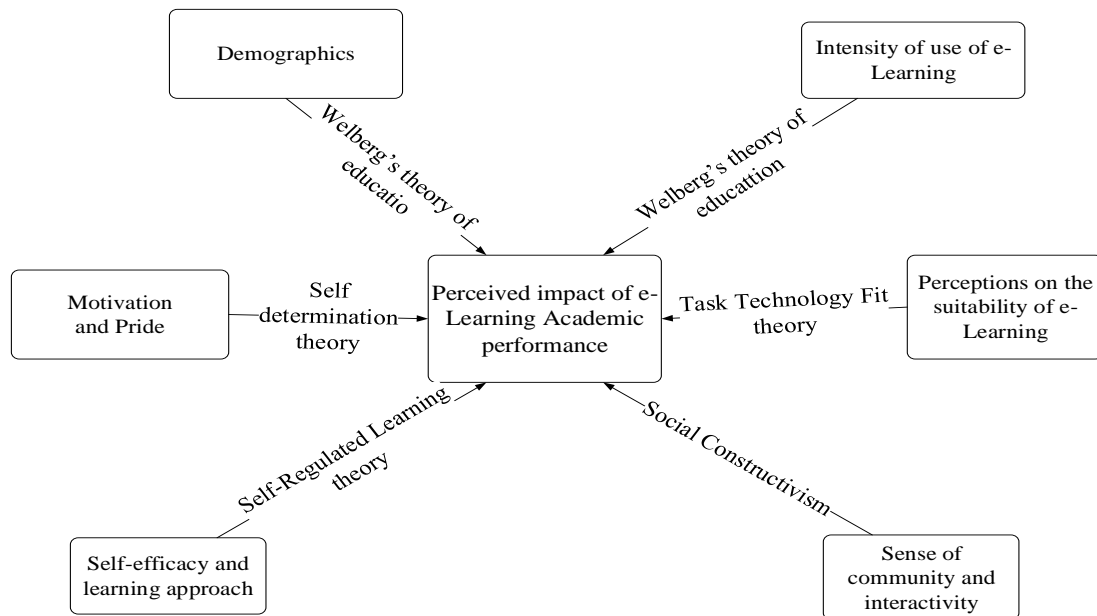 Demographics
Intensity of use of e-
Learning
Welberg's theory of
educatio
Welberg's theory of
educattion
Motivation
and Pride
Self
determination
theory
Perceived impact of e-
Learning Academic
performance
Task Technology Fit
theory
Perceptions on the
suitability of e-
Learning
Self-Regulated Learning
theory
Social Constructivism
Self-efficacy and
learning approach
Sense of
community and
interactivity